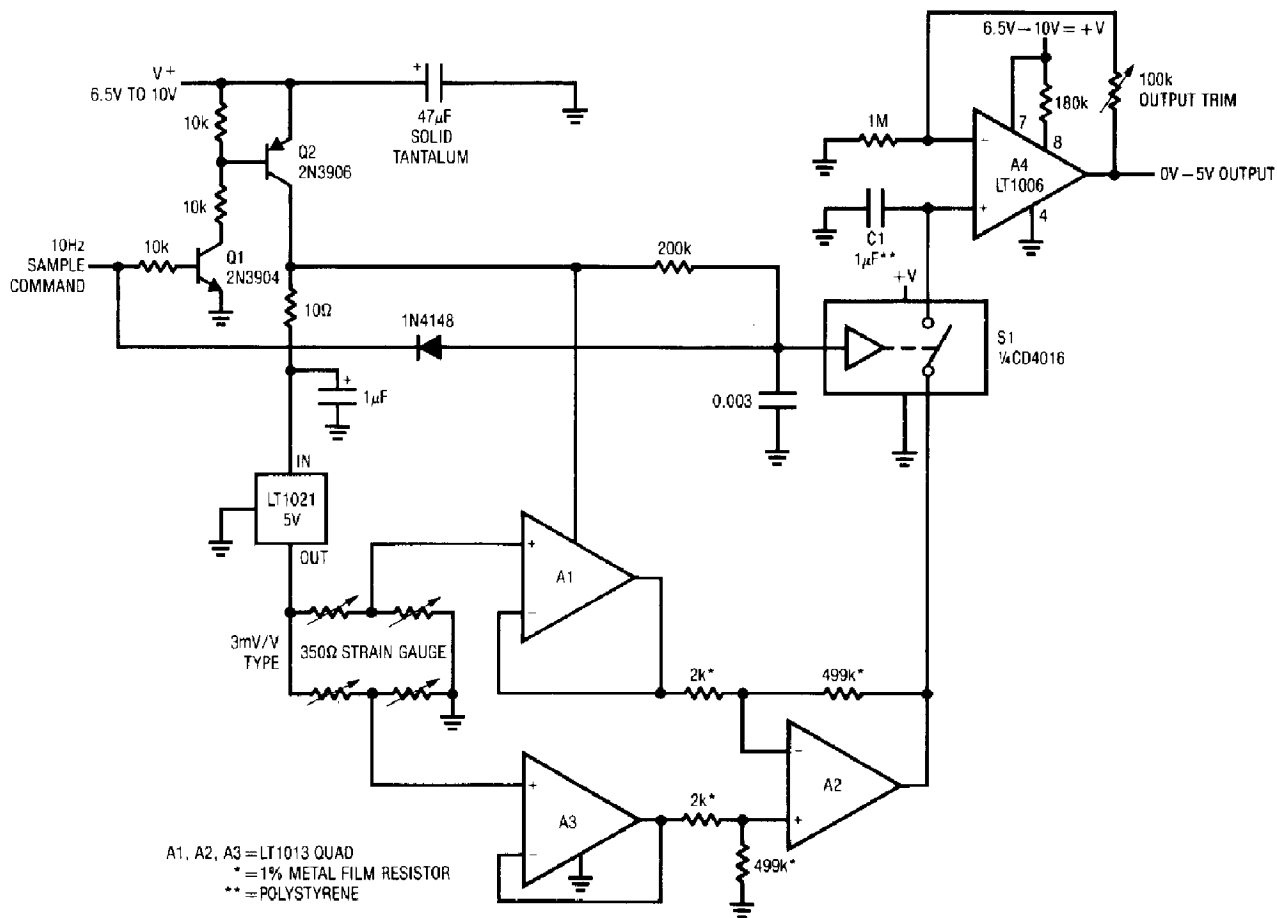 6.5V–10V = +V
V+
6.5V TO 10V
+
47µF
SOLID
TANTALUM
10k
Q2
2N3906
180k
100k
OUTPUT TRIM
1M
7
8
−
A4
LT1006
0V – 5V OUTPUT
+
4
C1
1µF**
10k
10Hz
SAMPLE
COMMAND
10k
Q1
2N3904
200k
+V
10Ω
1N4148
S1
¼CD4016
+
1µF
0.003
IN
LT1021
5V
OUT
+
A1
−
3mV/V
TYPE
350Ω STRAIN GAUGE
2k*
499k*
−
A2
+
+
A3
−
2k*
499k*
A1, A2, A3 = LT1013 QUAD
* = 1% METAL FILM RESISTOR
** = POLYSTYRENE